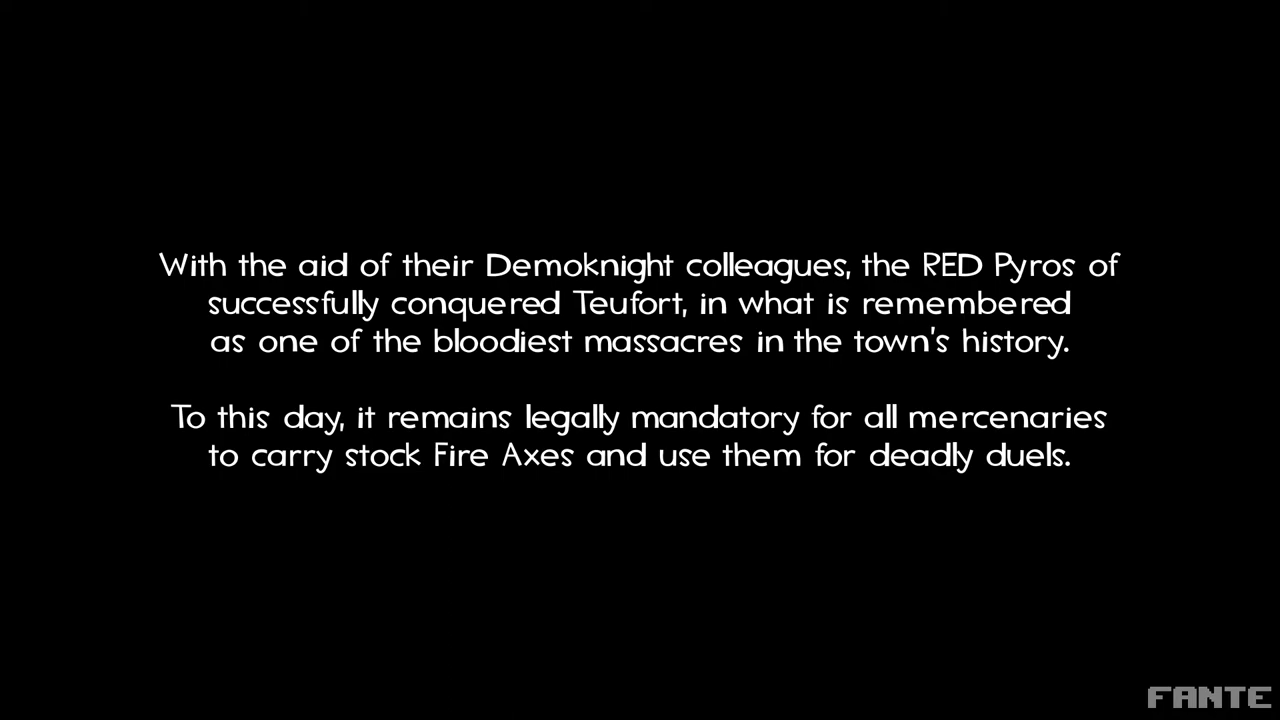 With the aid of their Demoknight colleagues, the RED Pyros of
successfully conquered Teufort, in what is remembered
as one of the bloodiest massacres in the town's history.
To this day, it remains legally mandatory for all mercenaries
to carry stock Fire Axes and use them for deadly duels.
FANTE